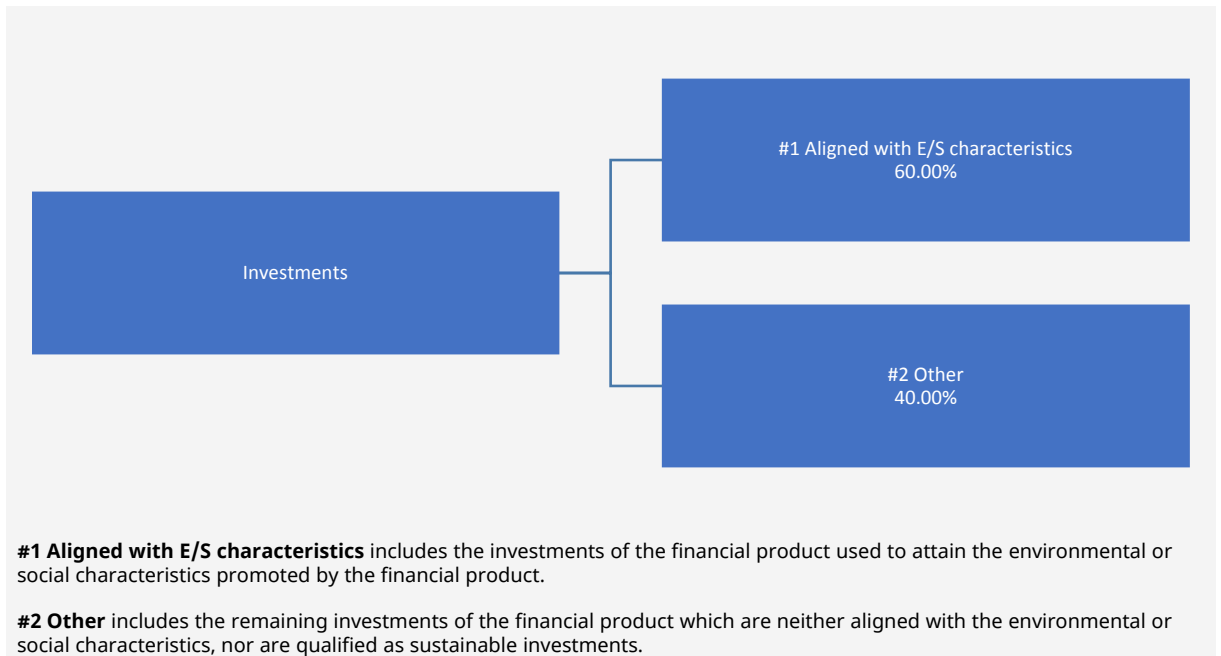 #1 Aligned with E/S characteristics
60.00%
Investments
#2 Other
40.00%
#1 Aligned with E/S characteristics includes the investments of the financial product used to attain the environmental or
social characteristics promoted by the financial product.
#2 Other includes the remaining investments of the financial product which are neither aligned with the environmental or
social characteristics, nor are qualified as sustainable investments.